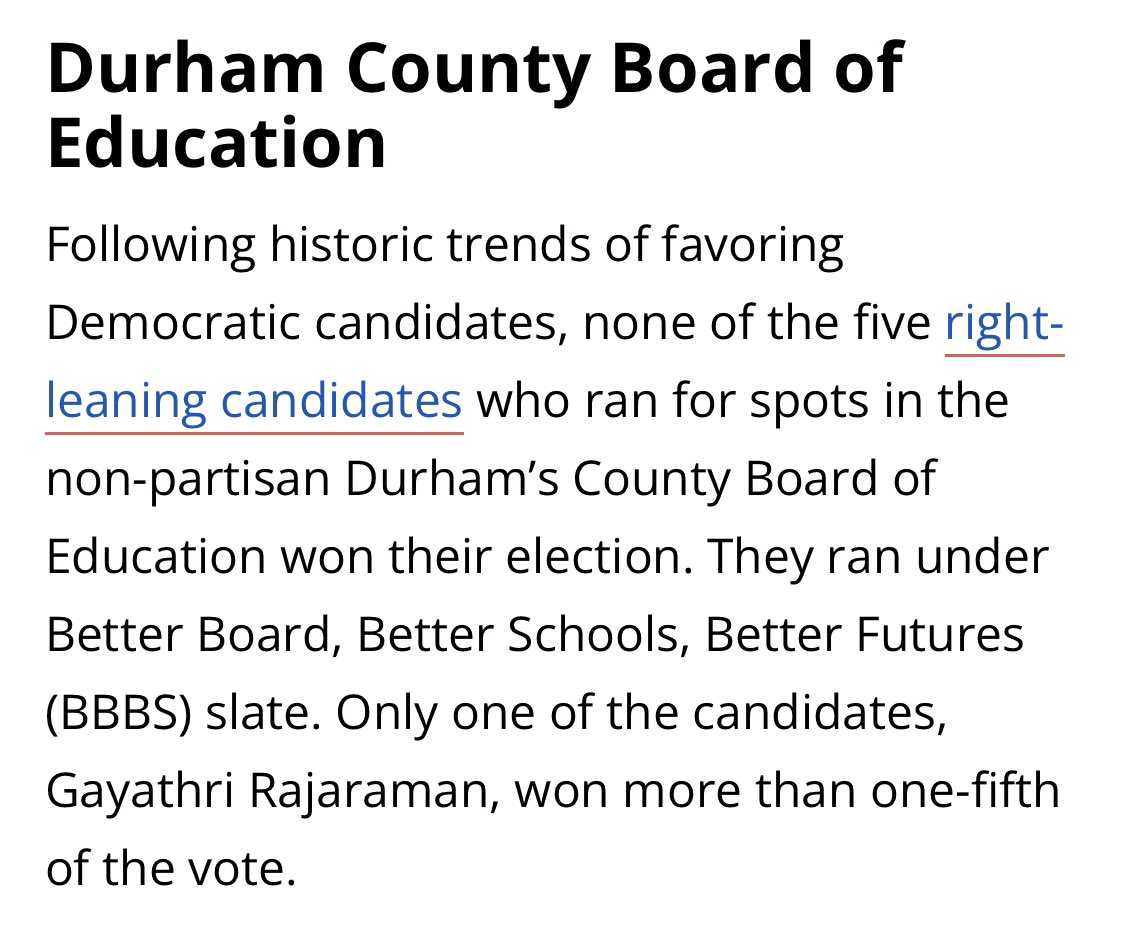 Durham County Board of
Education
Following historic trends of favoring
Democratic candidates, none of the five right-
leaning candidates who ran for spots in the
non-partisan Durham’s County Board of
Education won their election. They ran under
Better Board, Better Schools, Better Futures
(BBBS) slate. Only one of the candidates,
Gayathri Rajaraman, won more than one-fifth
of the vote.